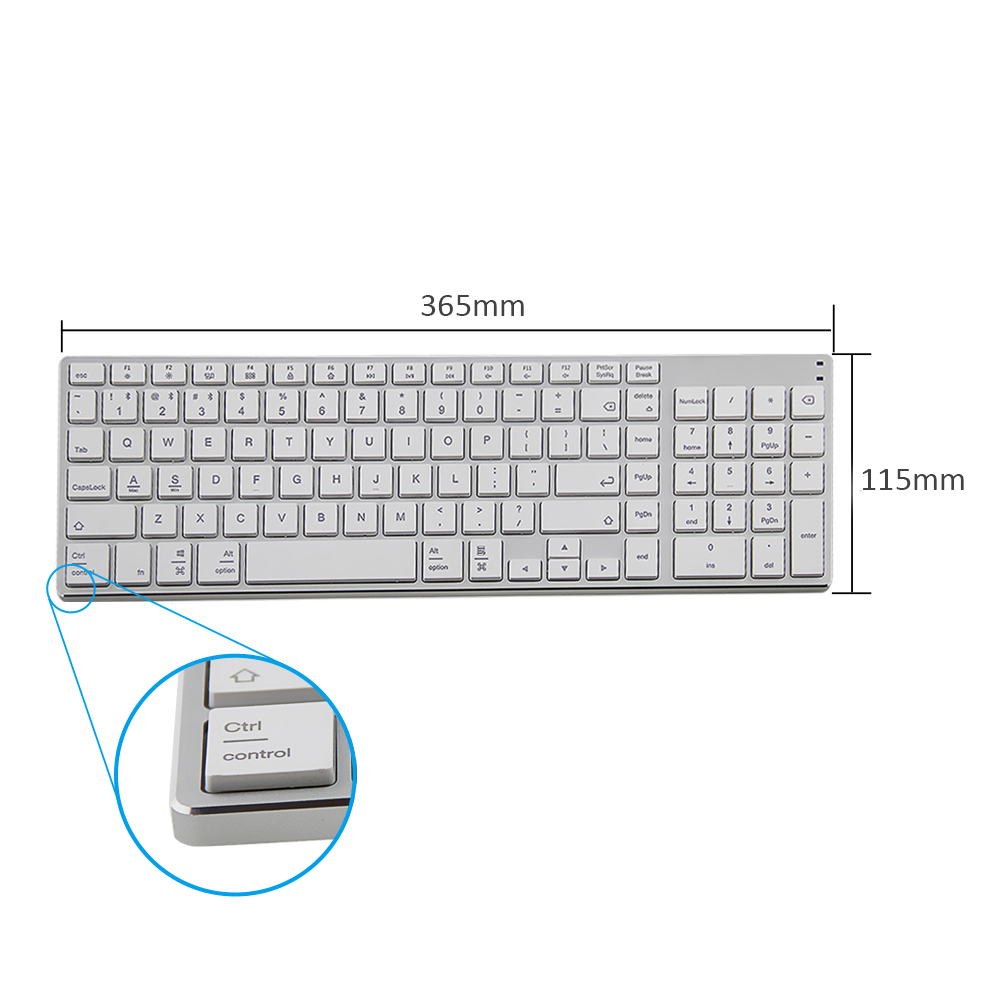 365mm
115mm
esc F1 F2 F3 F4 F5 F6 F7 F8 F9 F10 F11 F12 PrtScr Pause
SysRq Break
~ ! @ # $ % ^ & * ( ) - + delete
` 1 2 3 4 5 6 7 8 9 0 - = NumLock / * -
Tab Q W E R T Y U I O P { } | home 7 8 9
[ ] \ home ↑ PgUp
CapsLock A S D F G H J K L : " PgUp 4 5 6 +
Mac Win ; ' ← →
Z X C V B N M < > ? PgDn 1 2 3
, . / end ↓ PgDn enter
Ctrl fn ⌘ Alt Alt ⌘ end 0 .
control option option ins del
Ctrl
control